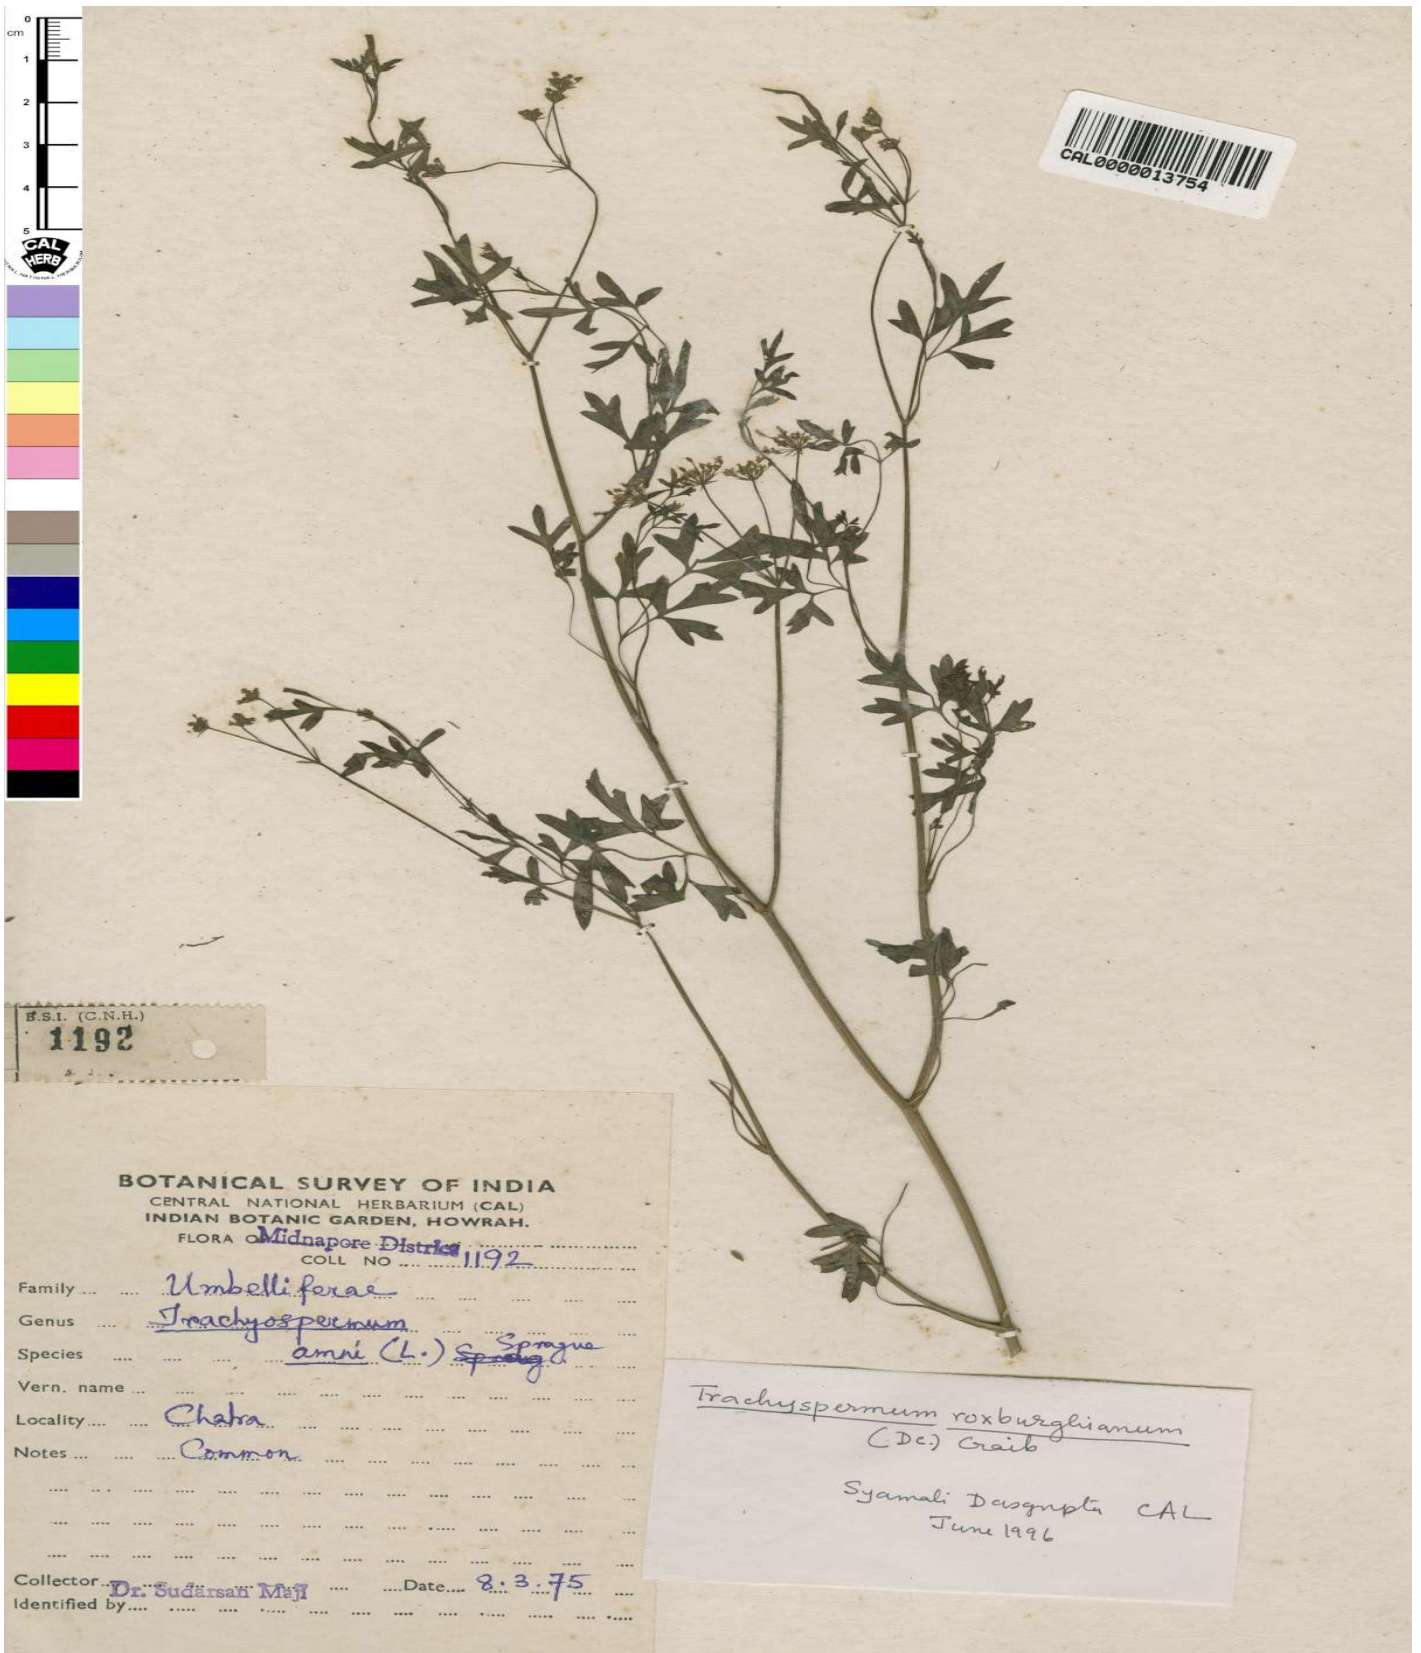 0
cm
1
2
3
4
5
CAL
HERB
CAL0000013754
B.S.I. (C.N.H.)
1192
BOTANICAL SURVEY OF INDIA
CENTRAL NATIONAL HERBARIUM (CAL)
INDIAN BOTANIC GARDEN, HOWRAH.
FLORA O Midnapore District
COLL NO 1192
Family Umbelliferae
Genus Trachyospermum
Species ammi (L.) Sprague
Vern. name
Locality Chatra
Notes Common
Collector Dr. Sudarsan Maji Date 8.3.75
Identified by
Trachyspermum roxburghianum
(DC.) Craib
Syamali Dasgupta CAL
June 1996